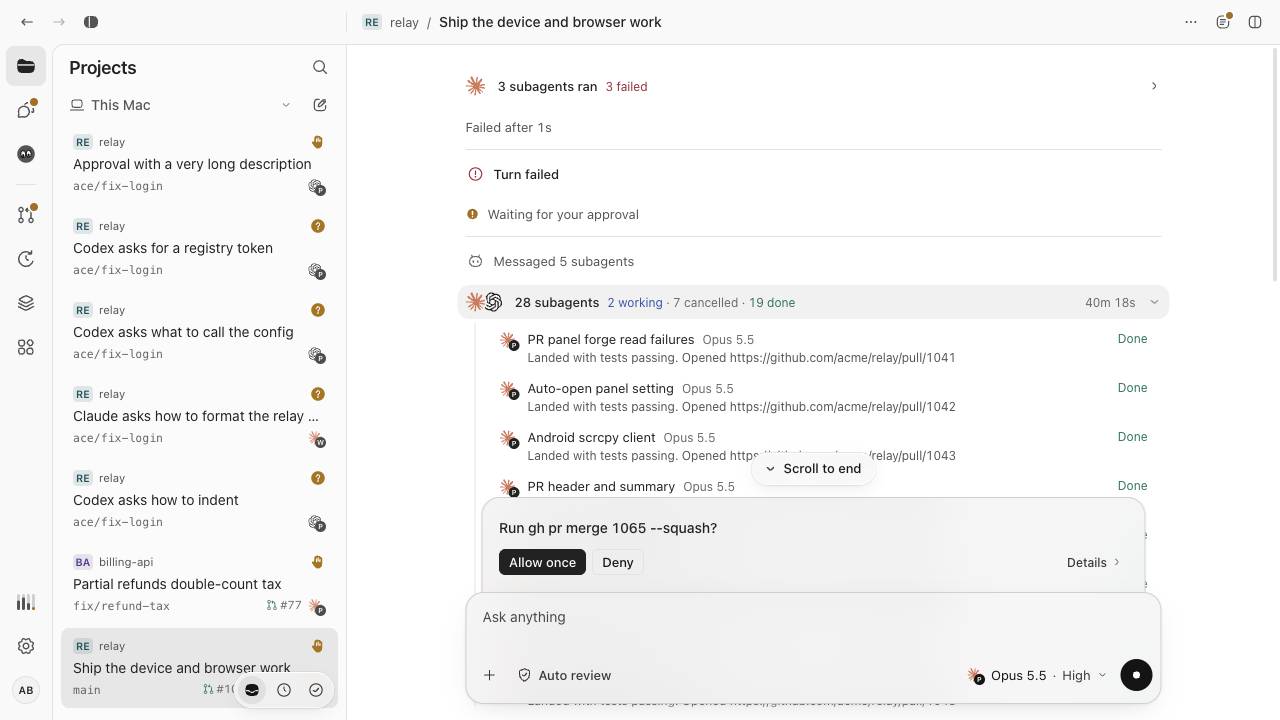 RE relay / Ship the device and browser work
Projects
This Mac
RE relay
Approval with a very long description
ace/fix-login
P
RE relay
?
Codex asks for a registry token
ace/fix-login
P
RE relay
?
Codex asks what to call the config
ace/fix-login
P
RE relay
?
Claude asks how to format the relay ...
ace/fix-login
W
RE relay
?
Codex asks how to indent
ace/fix-login
P
BA billing-api
Partial refunds double-count tax
fix/refund-tax #77
P
RE relay
Ship the device and browser work
main
AB
3 subagents ran 3 failed
Failed after 1s
Turn failed
Waiting for your approval
Messaged 5 subagents
28 subagents 2 working · 7 cancelled · 19 done 40m 18s
PR panel forge read failures Opus 5.5 Done
P
Landed with tests passing. Opened https://github.com/acme/relay/pull/1041
Auto-open panel setting Opus 5.5 Done
P
Landed with tests passing. Opened https://github.com/acme/relay/pull/1042
Android scrcpy client Opus 5.5 Done
P
Landed with tests passing. Opened https://github.com/acme/relay/pull/1043
Scroll to end
PR header and summary Opus 5.5 Done
P
Run gh pr merge 1065 --squash?
Allow once Deny Details
Ask anything
Auto review P Opus 5.5 · High